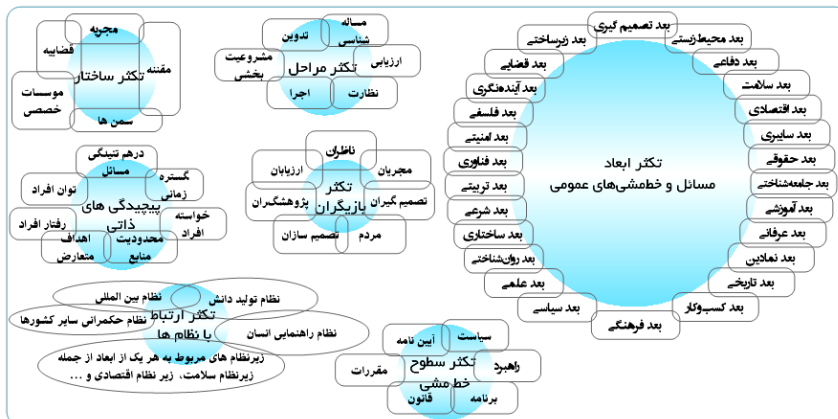 تکثر ابعاد
مسائل و خط‌مشی‌های عمومی
بعد تصمیم گیری
بعد محیط‌زیستی
بعد دفاعی
بعد سلامت
بعد اقتصادی
بعد سایبری
بعد حقوقی
بعد جامعه‌شناختی
بعد آموزشی
بعد عرفانی
بعد نمادین
بعد تاریخی
بعد کسب‌وکار
بعد فرهنگی
بعد سیاسی
بعد علمی
بعد روان‌شناختی
بعد ساختاری
بعد شرعی
بعد تربیتی
بعد فناوری
بعد امنیتی
بعد فلسفی
بعد آینده‌نگری
بعد قضایی
بعد زیرساختی
تکثر مراحل
مساله
شناسی
ارزیابی
نظارت
اجرا
مشروعیت
بخشی
تدوین
تکثر ساختار
مجریه
مقننه
سمن ها
موسسات
خصصی
قضاییه
تکثر
بازیگران
ناظران
مجریان
تصمیم گیران
مردم
تصمیم سازان
پژوهشگران
ارزیابان
پیچیدگی های
ذاتی
درهم تنیدگی
مسائل
گستره
زمانی
خواسته
افراد
محدودیت
منابع
اهداف
متعارض
رفتار افراد
توان افراد
تکثر ارتباط
با نظام ها
نظام تولید دانش
نظام راهنمایی انسان
زیرنظام های مربوط به هر یک از ابعاد از جمله
زیرنظام سلامت، زیر نظام اقتصادی و ...
نظام حکمرانی سایر کشورها
نظام بین المللی
تکثر سطوح
خط مشی
سیاست
راهبرد
برنامه
قانون
مقررات
آیین نامه